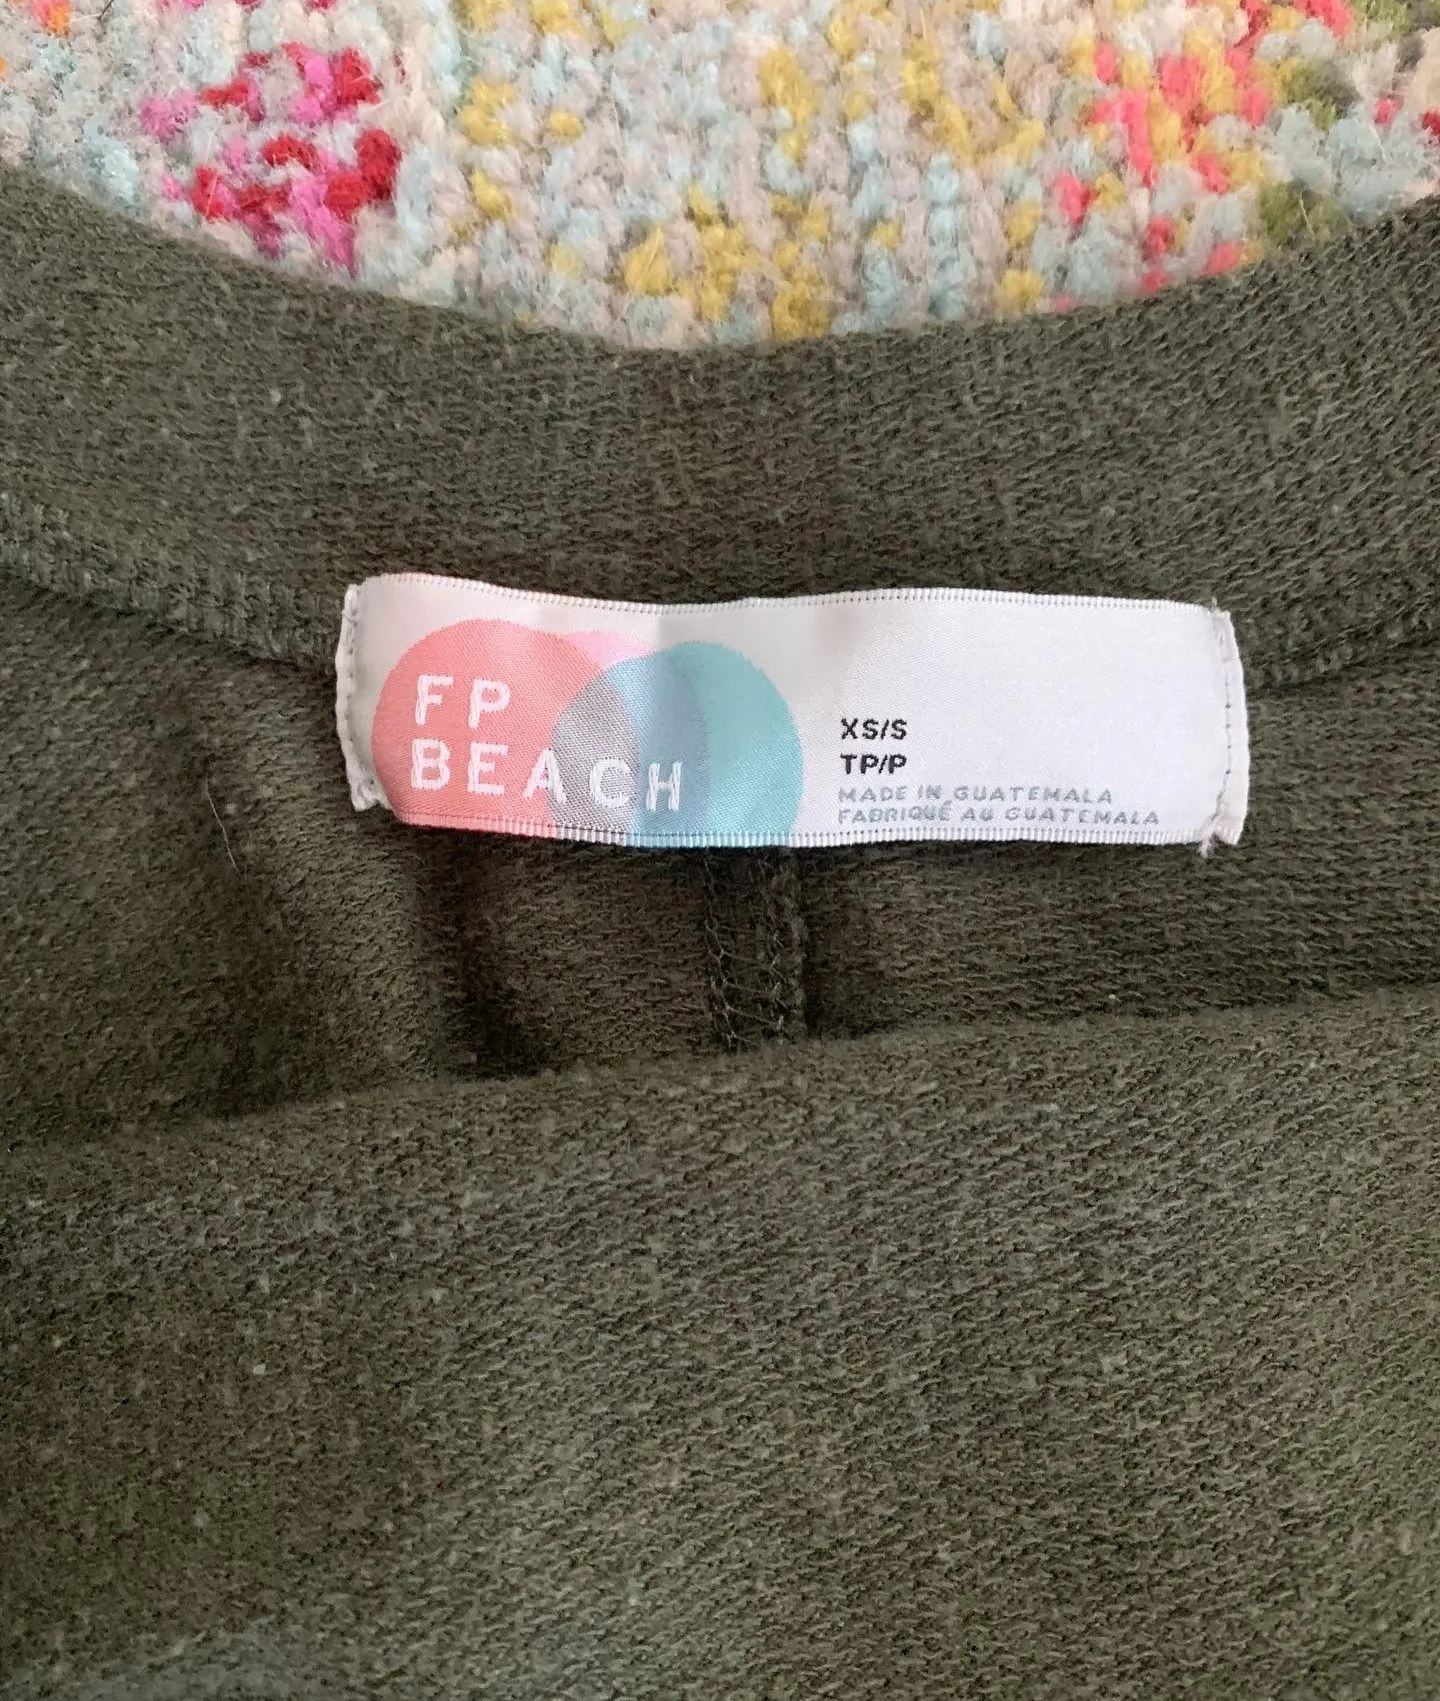 FP
BEACH
XS/S
TP/P
MADE IN GUATEMALA
FABRIQUÉ AU GUATEMALA